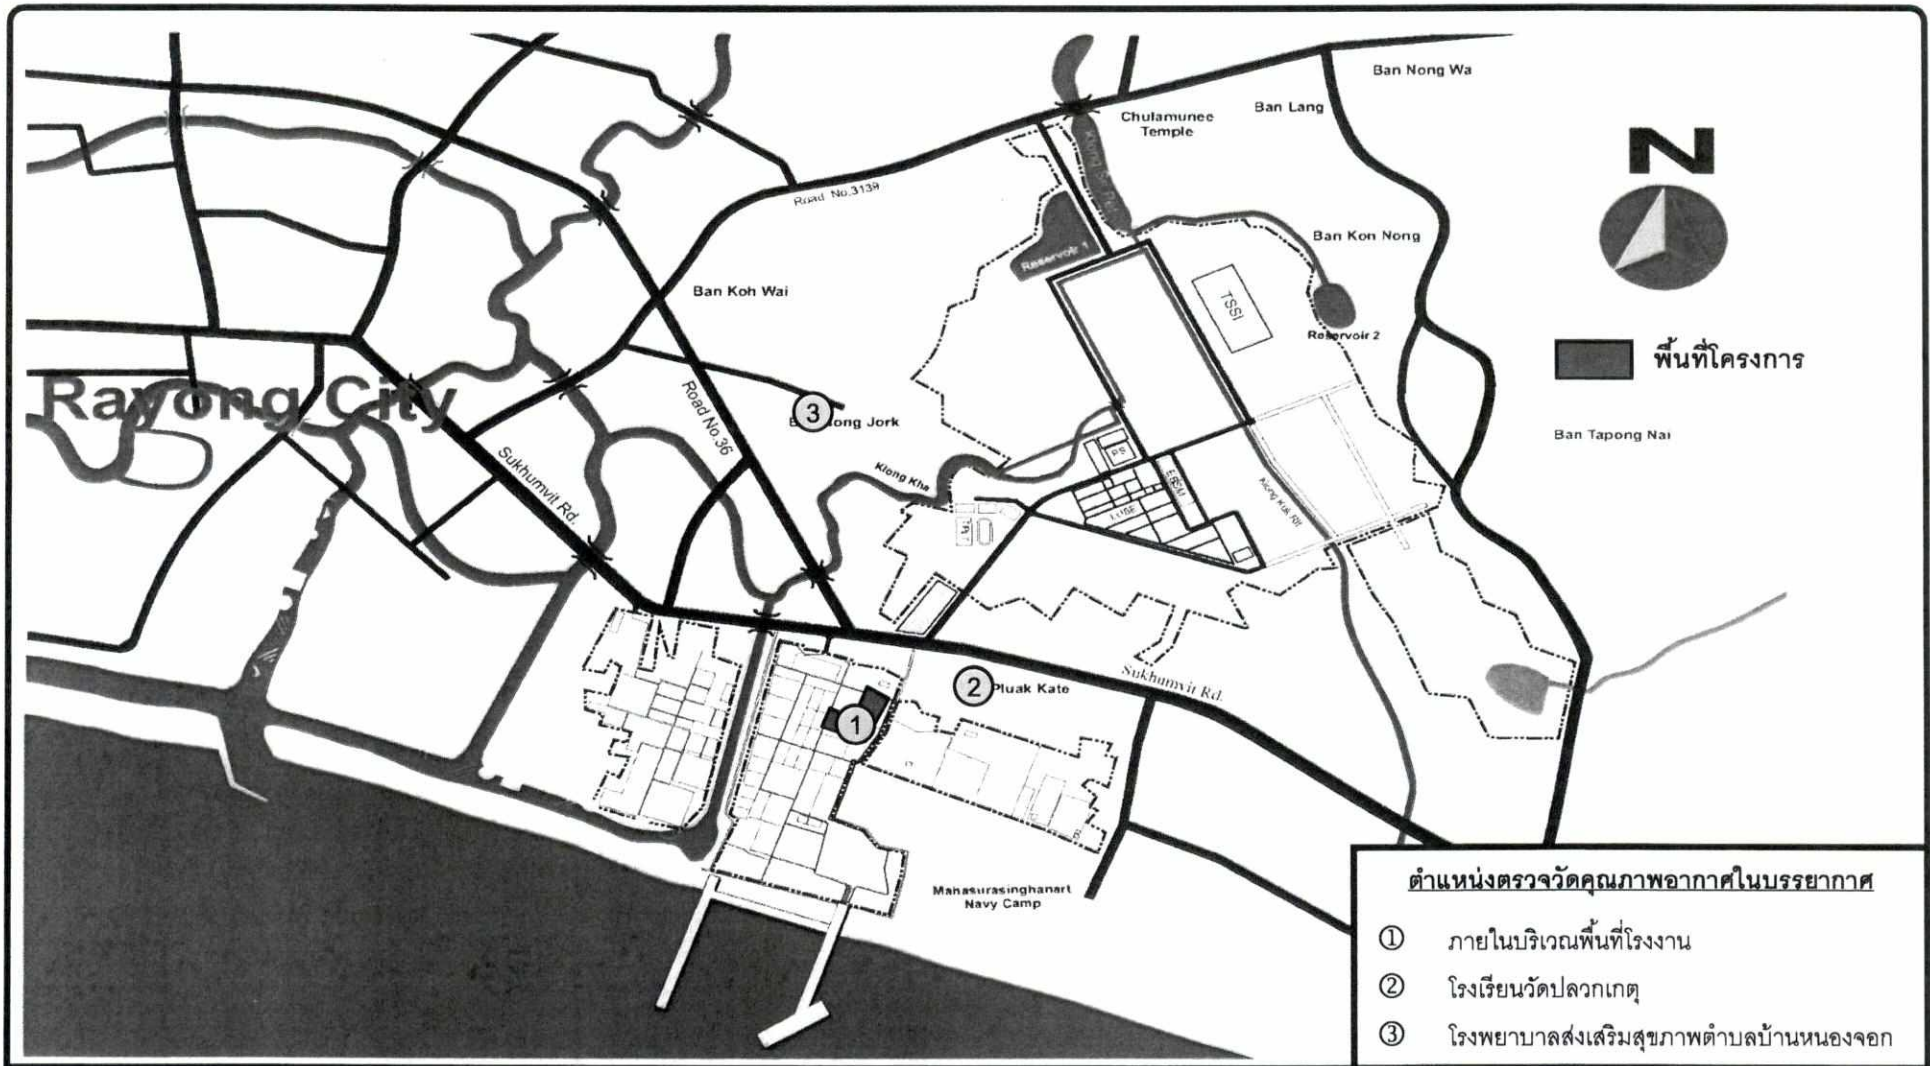 Ban Nong Wa
Ban Lang
Chulamunee
Temple
N
Road No.3139
Ban Kon Nong
Reservoir 1
TSSI
Ban Koh Wai
Reservoir 2
พื้นที่โครงการ
Rayong City
Road No.36
3
Jork
Ban Tapong Nai
Sukhumvit Rd.
Klong Kha
PS
LUBE
2
Pluak Kate
Sukhumvit Rd.
1
Mahasurasinghanart
Navy Camp
ตำแหน่งตรวจวัดคุณภาพอากาศในบรรยากาศ
① ภายในบริเวณพื้นที่โรงงาน
② โรงเรียนวัดปลวกเกตุ
③ โรงพยาบาลส่งเสริมสุขภาพตำบลบ้านหนองจอก